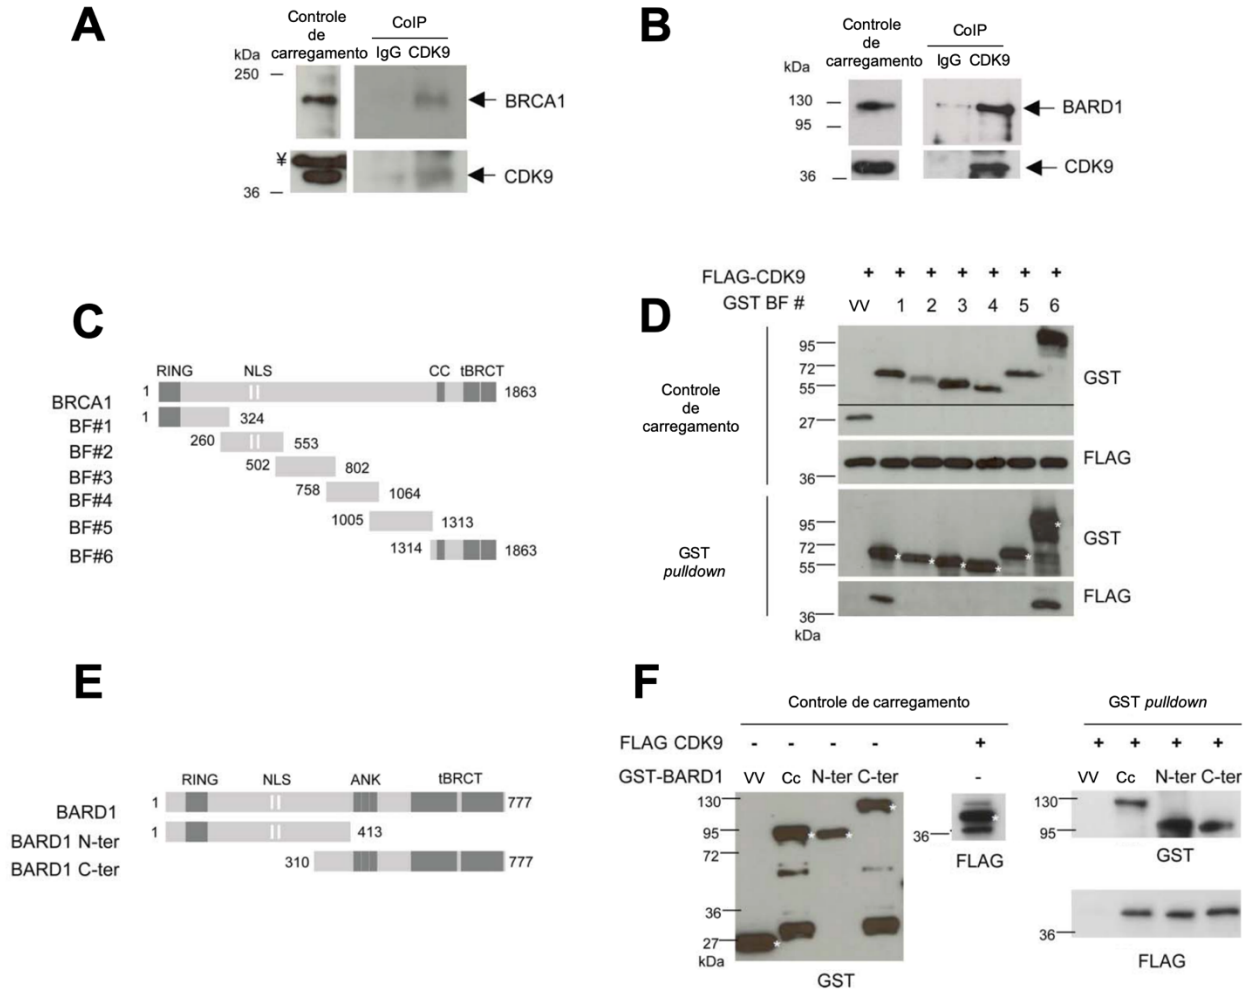 A
Controle
de
carregamento
CoIP
IgG CDK9
kDa
250
BRCA1
¥
CDK9
36
B
Controle
de
carregamento
CoIP
IgG CDK9
kDa
130
95
BARD1
36
CDK9
C
RING NLS CC tBRCT
BRCA1 1 1863
BF#1 1 324
BF#2 260 553
BF#3 502 802
BF#4 758 1064
BF#5 1005 1313
BF#6 1314 1863
D
FLAG-CDK9 + + + + + + +
GST BF # VV 1 2 3 4 5 6
Controle
de
carregamento
95
72
55
GST
27
36
FLAG
GST
pulldown
95
72
55
GST
FLAG
36
kDa
E
RING NLS ANK tBRCT
BARD1 1 777
BARD1 N-ter 1 413
BARD1 C-ter 310 777
F
Controle de carregamento
GST pulldown
FLAG CDK9 - - - - + + + + +
GST-BARD1 VV Cc N-ter C-ter - VV Cc N-ter C-ter
130
95
72
36
27
kDa
GST
36
FLAG
130
95
GST
36
FLAG